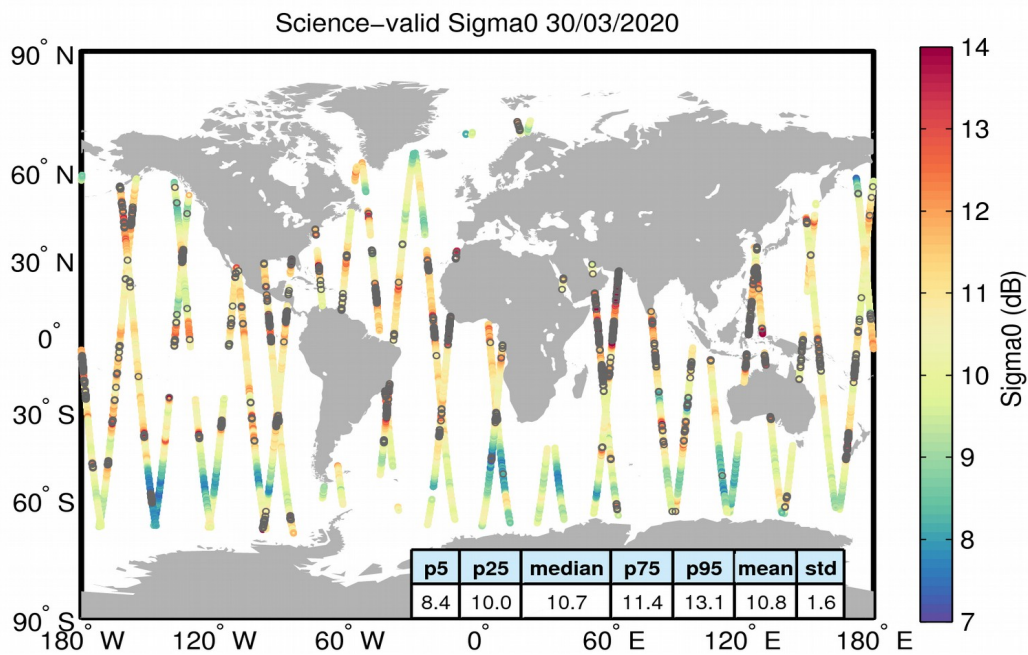 Science−valid Sigma0 30/03/2020
90° N
60° N
30° N
0°
30° S
60° S
90° S
180° W
120° W
60° W
0°
60° E
120° E
180° E
p5 p25 median p75 p95 mean std
8.4 10.0 10.7 11.4 13.1 10.8 1.6
14
13
12
11
10
9
8
7
Sigma0 (dB)